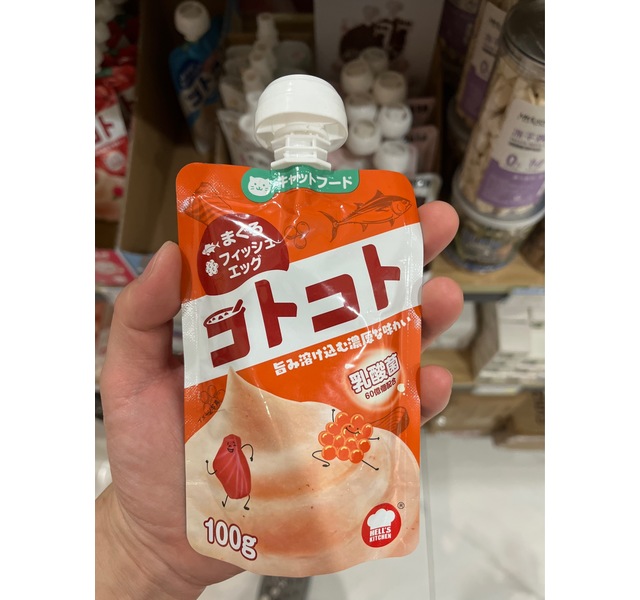 キャットフード
まぐろ
フィッシュ
エッグ
コトコト
旨み溶け込む濃厚な味わい
乳酸菌
60億個配合
100g
HELL'S
KITCHEN
®